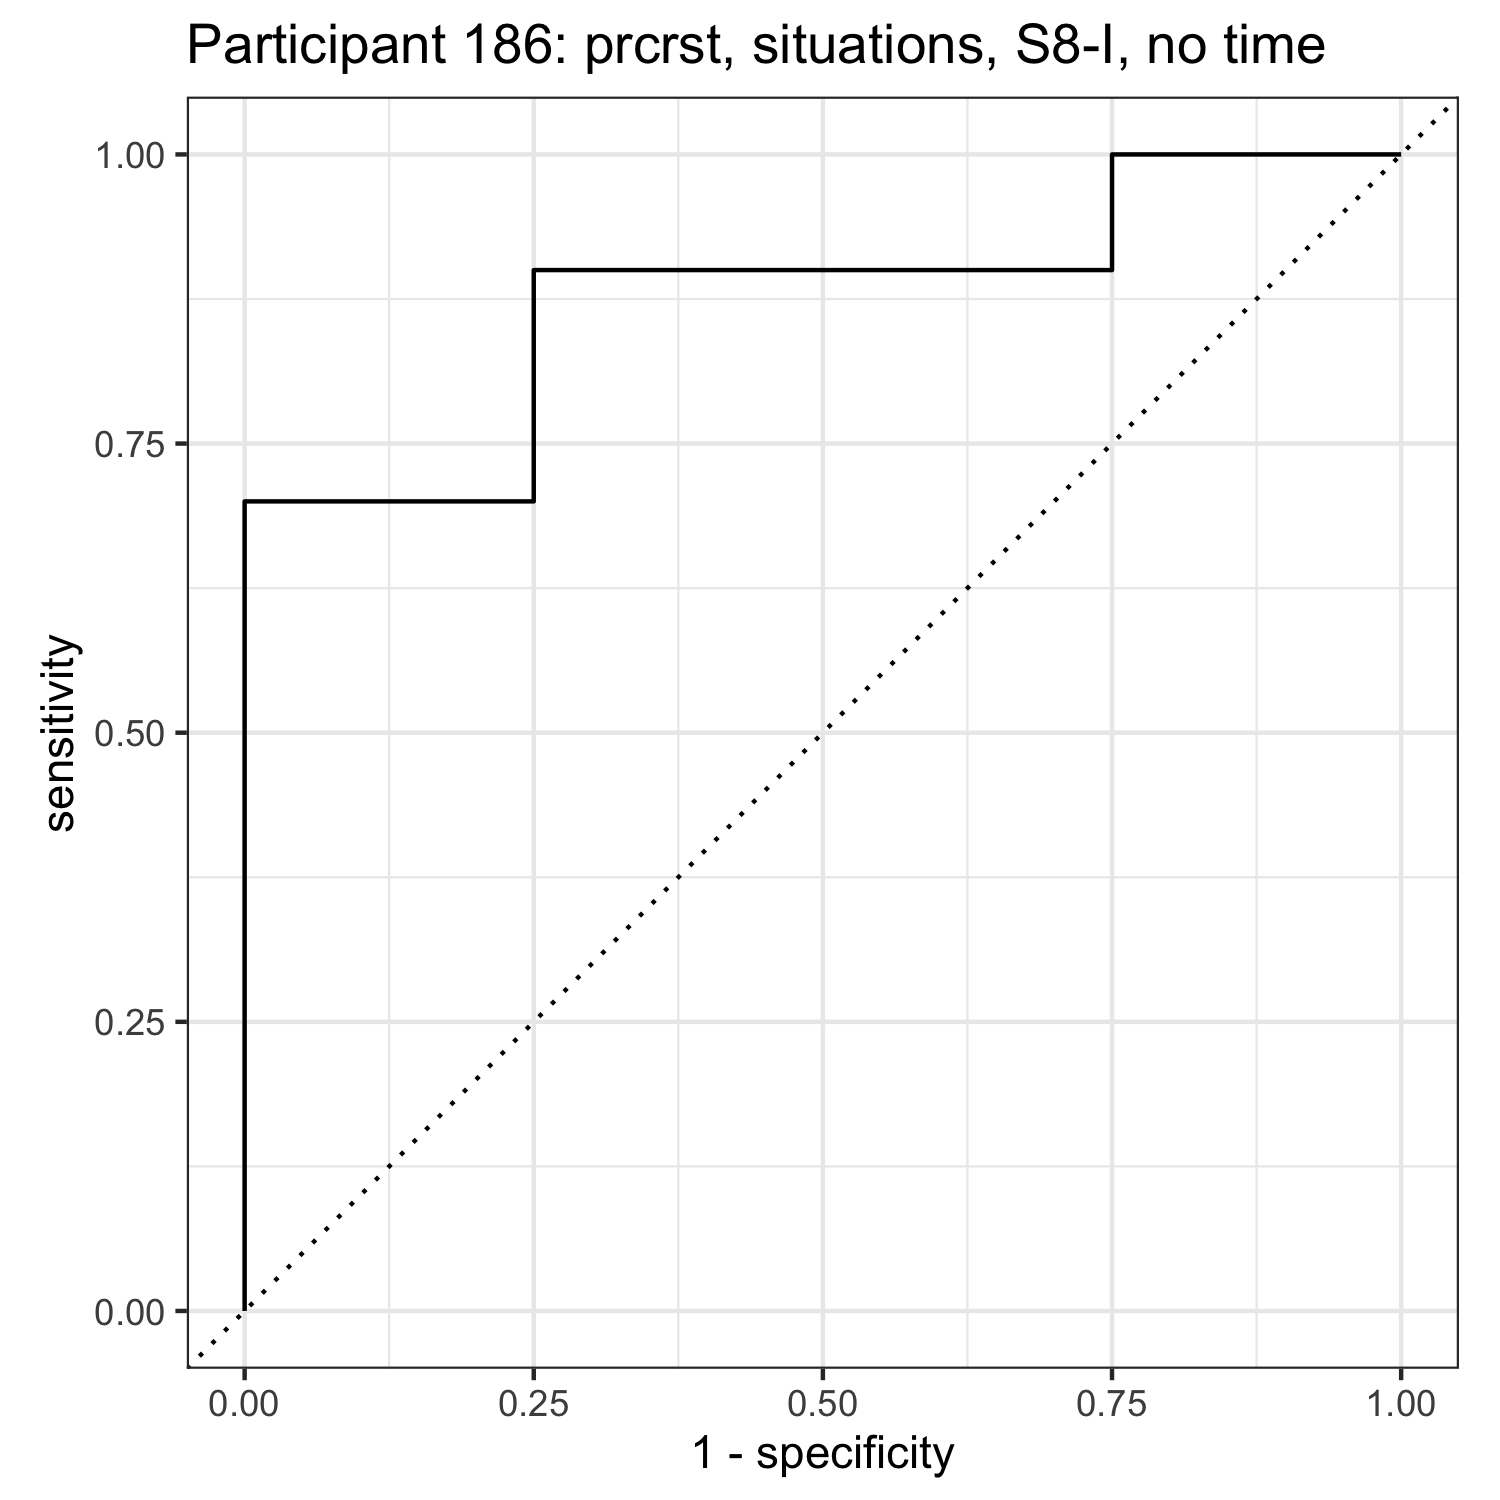 Participant 186: prcrst, situations, S8-I, no time
1.00
0.75
0.50
0.25
0.00
sensitivity
0.00 0.25 0.50 0.75 1.00
1 - specificity